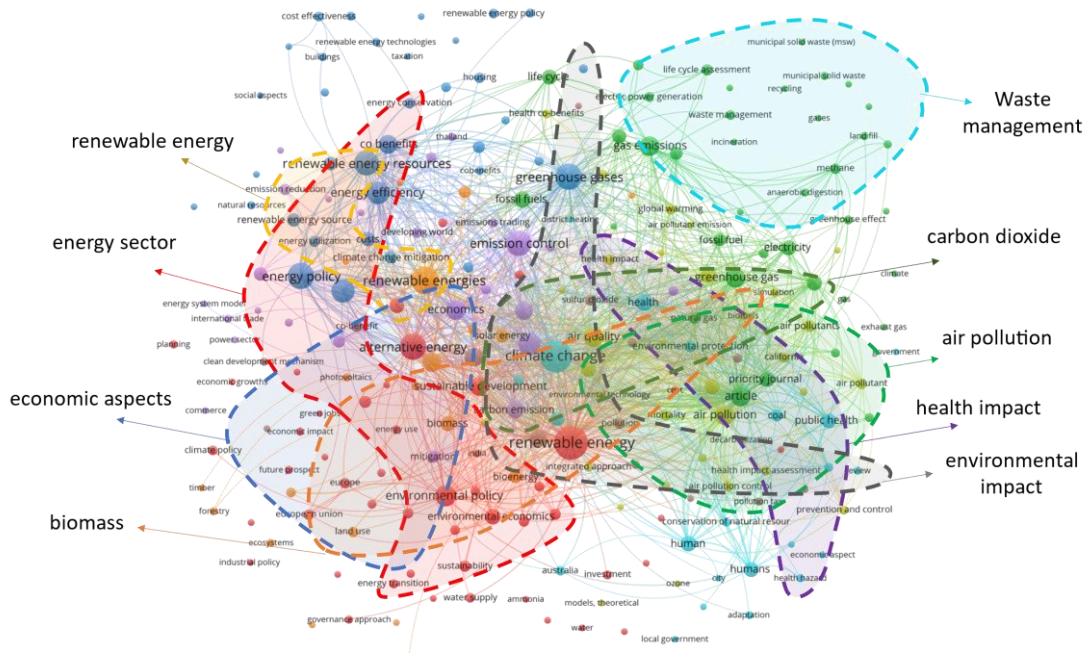 cost effectiveness
renewable energy policy
renewable energy technologies
buildings
taxation
municipal solid waste (msw)
social aspects
housing
life cycle
life cycle assessment
municipal solid waste
recycling
energy conservation
electric power generation
Waste
management
health co-benefits
waste management
gases
renewable energy
thailand
land fill
co benefits
gas emissions
incineration
renewable energy resources
cobenefits
greenhouse gases
methane
emission reduction
energy efficiency
fossil fuels
anaerobic digestion
natural resources
global warming
renewable energy source
emissions trading
district heating
air pollutant emission
greenhouse effect
energy sector
energy utilization
costs
developing world
emission control
fossil fuel
electricity
carbon dioxide
climate change mitigation
health impact
energy policy
renewable energies
greenhouse gas
climate
simulation
energy system model
economics
sulfur dioxide
health
gas
international trade
co-benefit
natural gas
biofuels
air pollutants
exhaust gas
planning
power sector
solar energy
air quality
air pollution
alternative energy
climate change
environmental protection
government
clean development mechanism
california
economic growths
photovoltaics
sustainable development
priority journal
air pollutant
economic aspects
commerce
green jobs
carbon emission
environmental technology
cost
article
health impact
biomass
mortality
air pollution
coal
public health
economic impact
energy use
pollution
climate policy
mitigation
india
renewable energy
decarbonization
environmental
impact
future prospect
integrated approach
health impact assessment
review
timber
europe
bioenergy
air pollution control
biomass
forestry
european union
environmental policy
pollution tax
prevention and control
environmental economics
conservation of natural resour
land use
ecosystems
human
economic aspect
industrial policy
sustainability
australia
investment
humans
energy transition
ozone
city
health hazard
water supply
ammonia
models, theoretical
governance approach
adaptation
water
local government